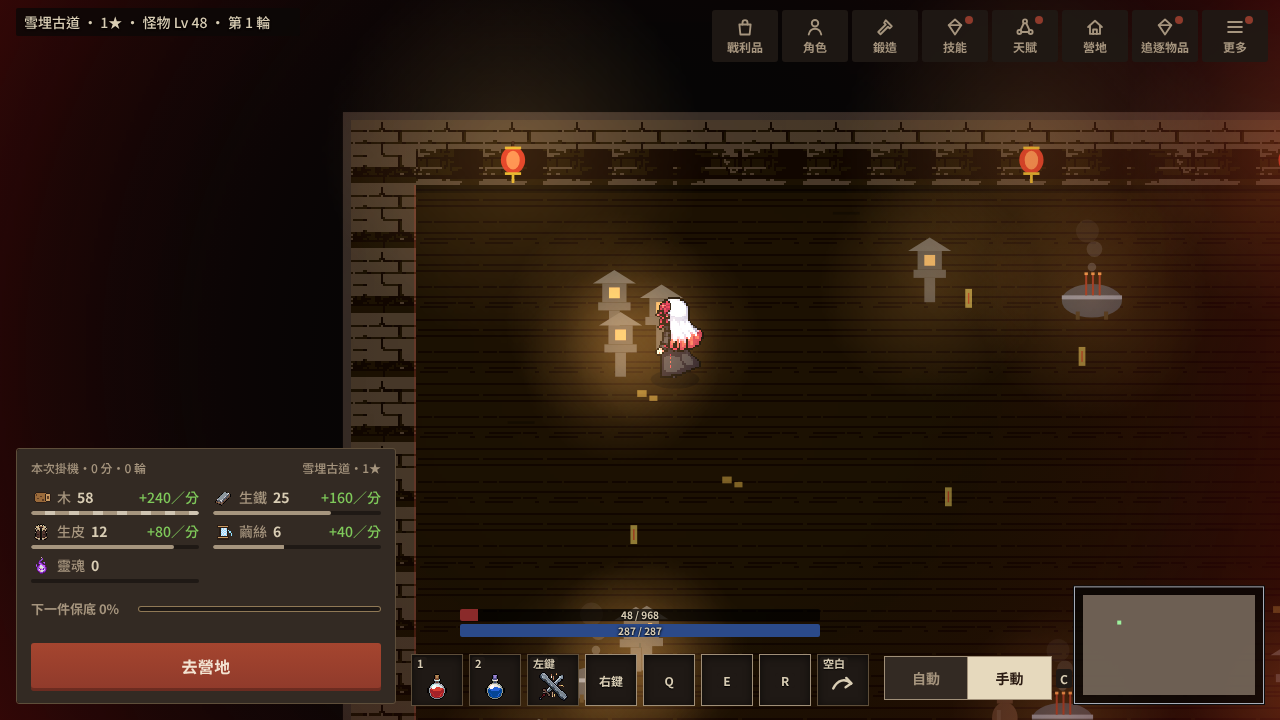 雪埋古道 · 1★ · 怪物 Lv 48 · 第 1 輪
戰利品
角色
鍛造
技能
天賦
營地
追逐物品
更多
本次掛機·0 分·0 輪
雪埋古道·1★
木 58 +240／分
生鐵 25 +160／分
生皮 12 +80／分
繭絲 6 +40／分
靈魂 0
下一件保底 0%
去營地
48 / 968
287 / 287
1
2
左鍵
右鍵
Q
E
R
空白
自動
手動
C